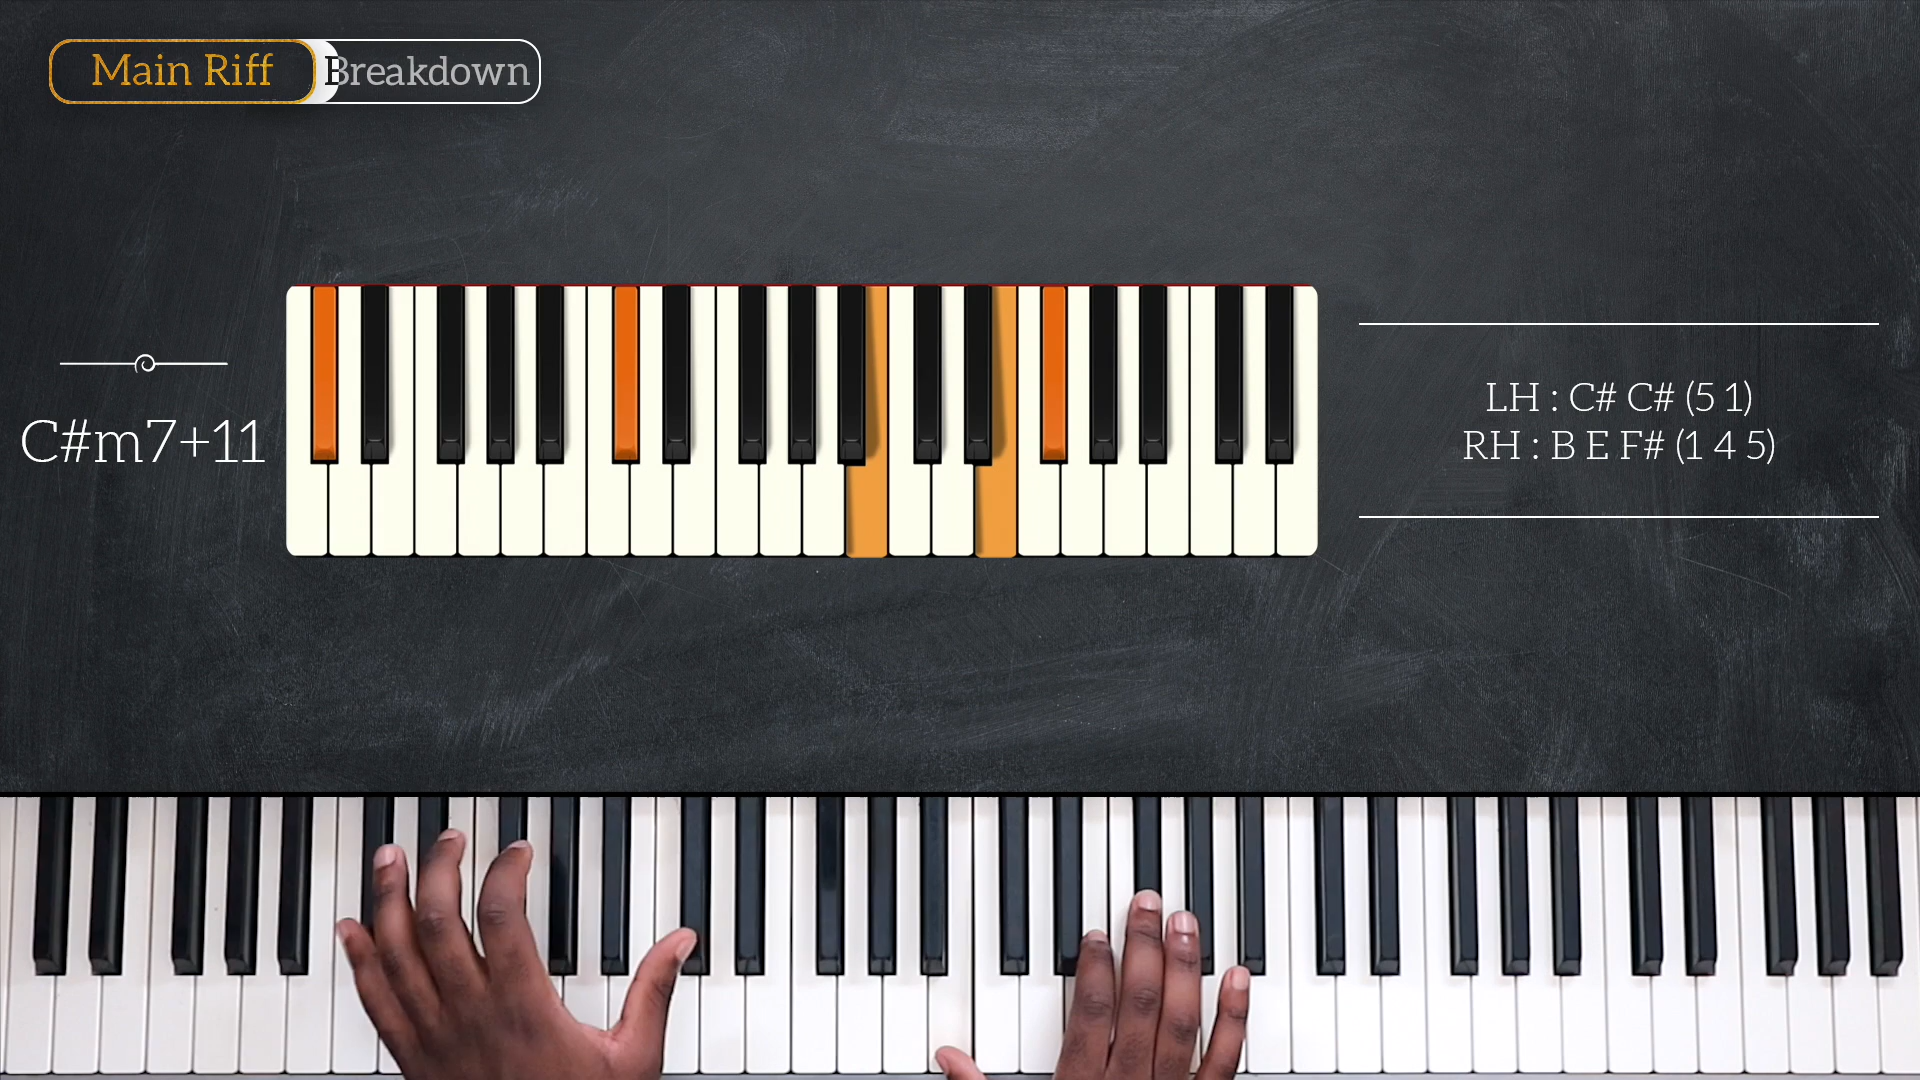 Main Riff Breakdown
C#m7+11
LH : C# C# (5 1)
RH : B E F# (1 4 5)